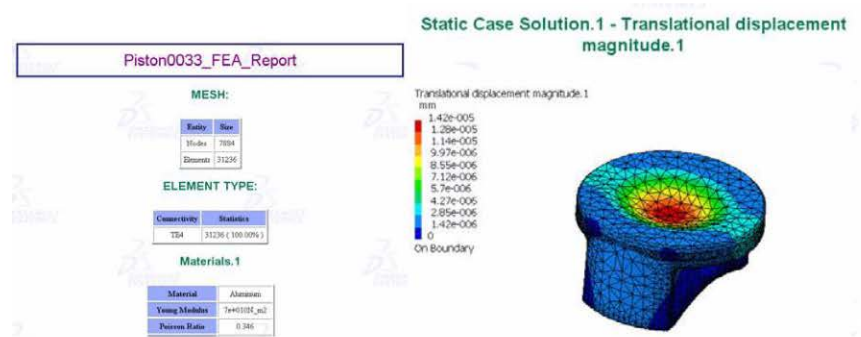 Piston0033_FEA_Report
MESH:
Entity Size
Nodes 7884
Elements 31236
ELEMENT TYPE:
Connectivity Statistics
TE4 31236 ( 100.00% )
Materials.1
Material Aluminium
Young Modulus 7e+010N_m2
Poisson Ratio 0.346
Static Case Solution.1 - Translational displacement
magnitude.1
Translational displacement magnitude.1
mm
1.42e-005
1.28e-005
1.14e-005
9.97e-006
8.55e-006
7.12e-006
5.7e-006
4.27e-006
2.85e-006
1.42e-006
0
On Boundary